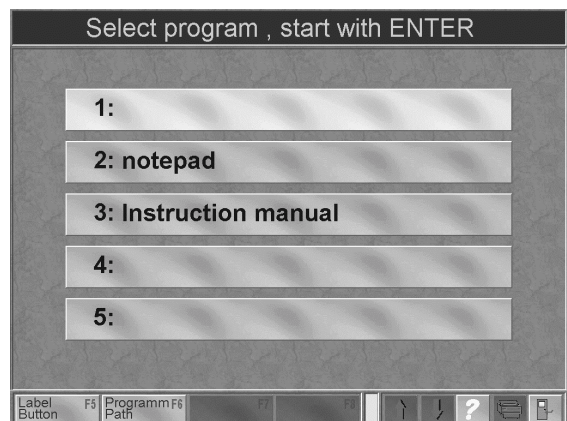 Select program , start with ENTER
1:
2: notepad
3: Instruction manual
4:
5:
Label Button F5 Programm Path F6 F7 F8 ?